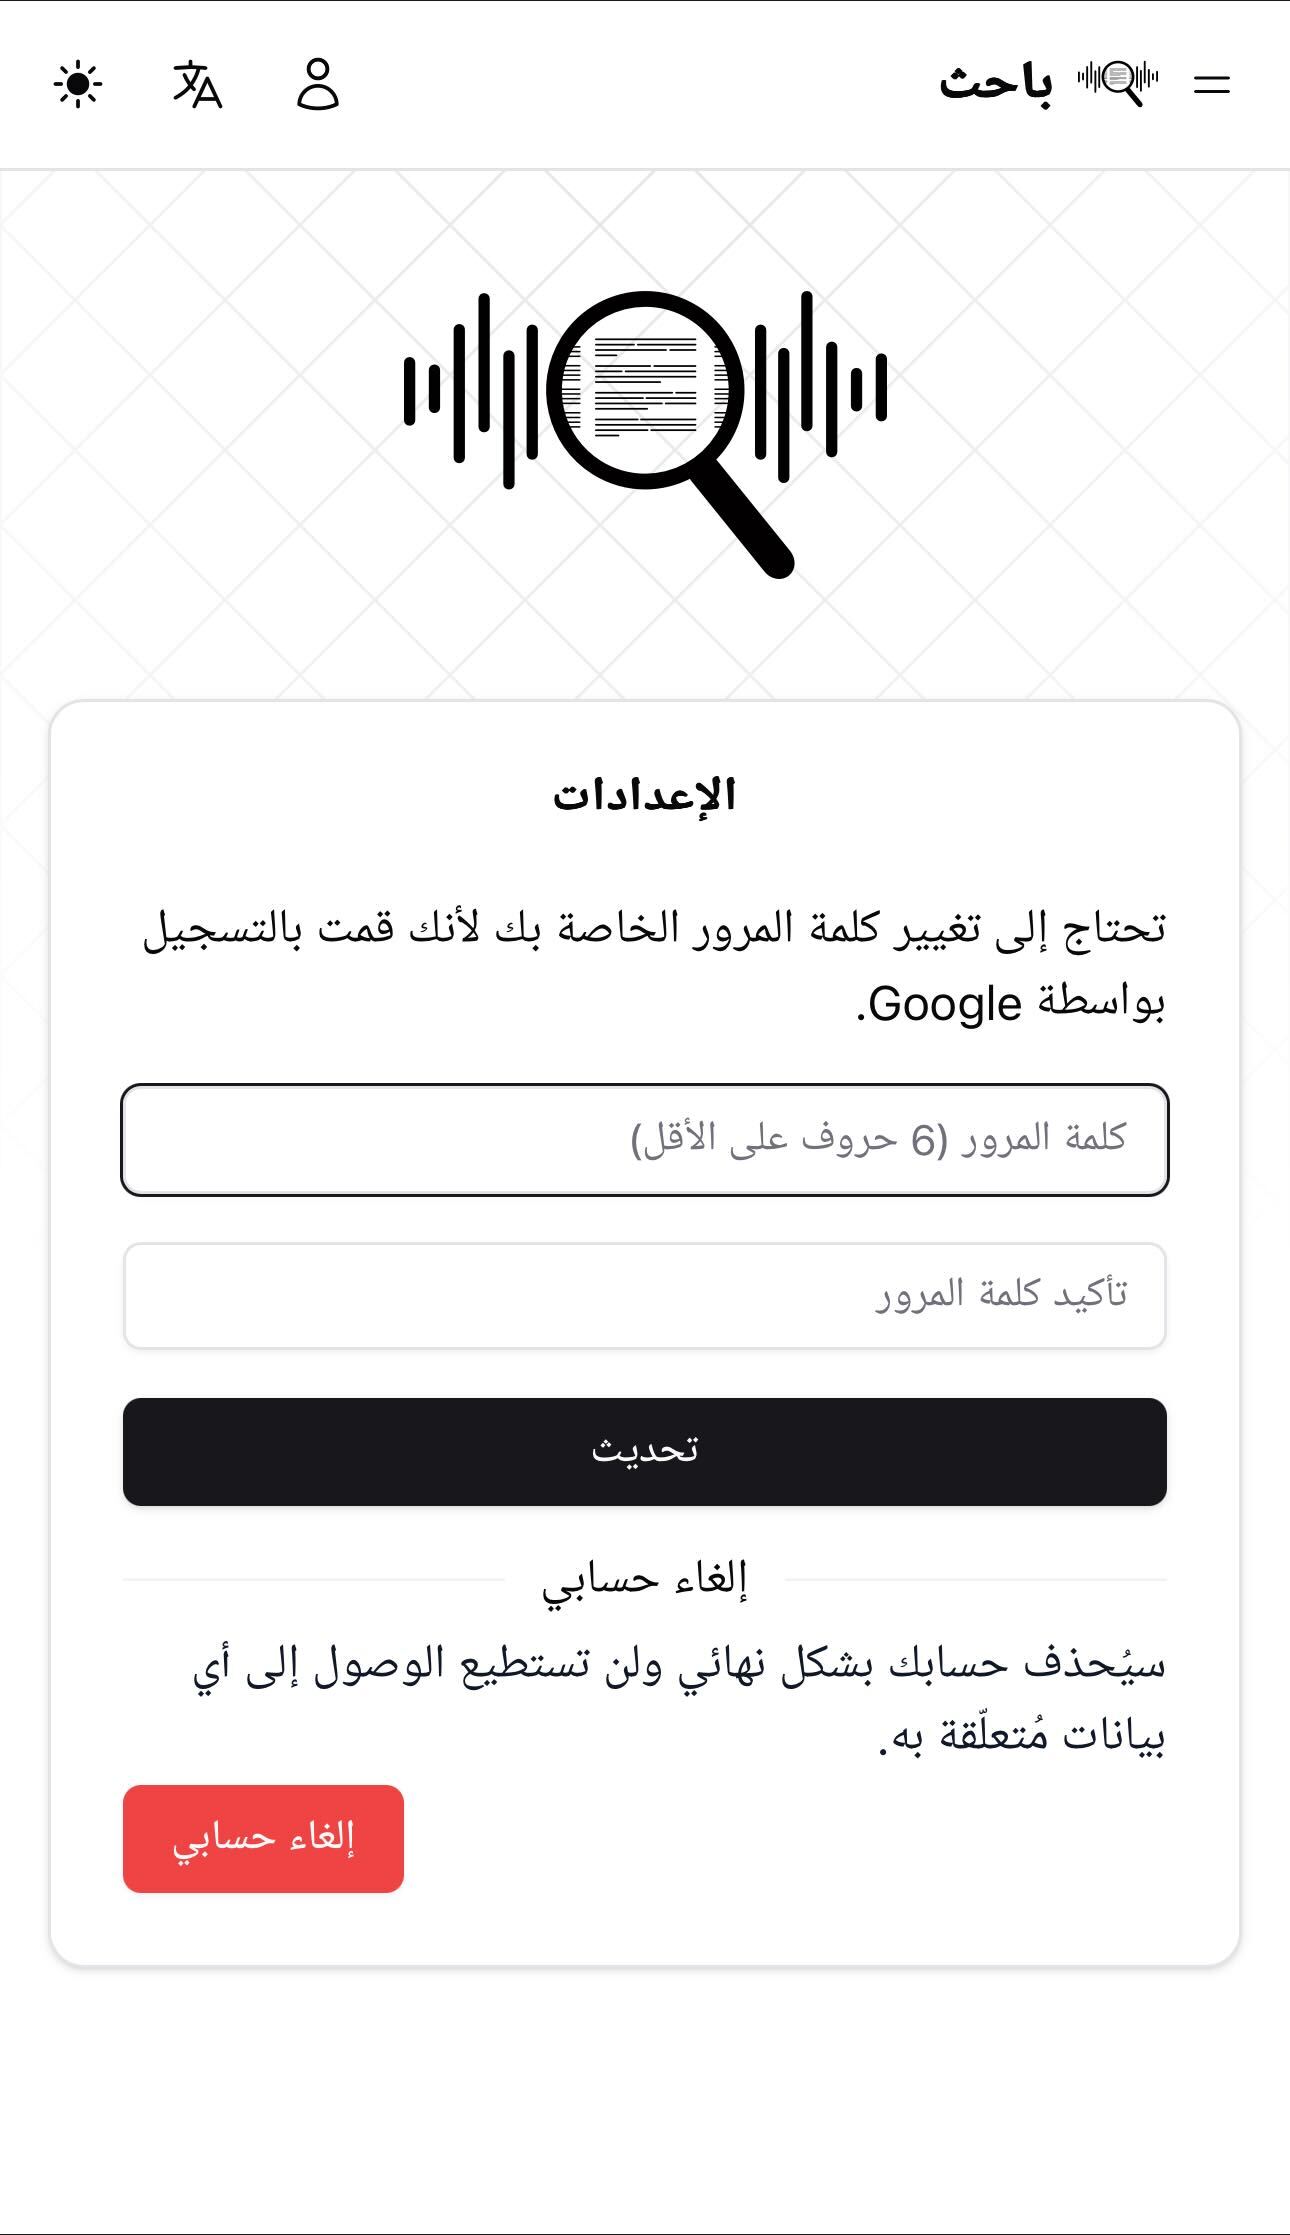 باحث
الإعدادات
تحتاج إلى تغيير كلمة المرور الخاصة بك لأنك قمت بالتسجيل
بواسطة Google.
كلمة المرور (6 حروف على الأقل)
تأكيد كلمة المرور
تحديث
إلغاء حسابي
سيُحذف حسابك بشكل نهائي ولن تستطيع الوصول إلى أي
بيانات مُتعلّقة به.
إلغاء حسابي